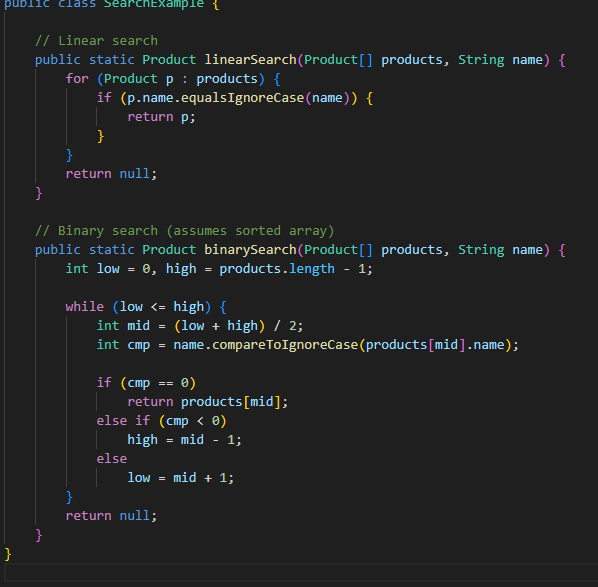 public class SearchExample {
    // Linear search
    public static Product linearSearch(Product[] products, String name) {
        for (Product p : products) {
            if (p.name.equalsIgnoreCase(name)) {
                return p;
            }
        }
        return null;
    }
    // Binary search (assumes sorted array)
    public static Product binarySearch(Product[] products, String name) {
        int low = 0, high = products.length - 1;
        while (low <= high) {
            int mid = (low + high) / 2;
            int cmp = name.compareToIgnoreCase(products[mid].name);
            if (cmp == 0)
                return products[mid];
            else if (cmp < 0)
                high = mid - 1;
            else
                low = mid + 1;
        }
        return null;
    }
}